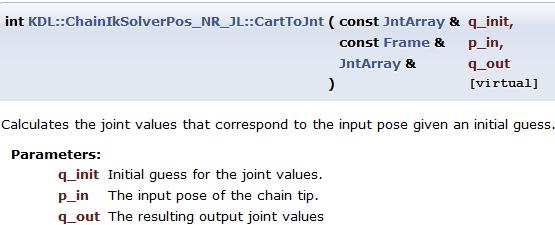 int KDL::ChainIkSolverPos_NR_JL::CartToJnt ( const JntArray & q_init,
const Frame & p_in,
JntArray & q_out
) [virtual]
Calculates the joint values that correspond to the input pose given an initial guess.
Parameters:
q_init Initial guess for the joint values.
p_in The input pose of the chain tip.
q_out The resulting output joint values